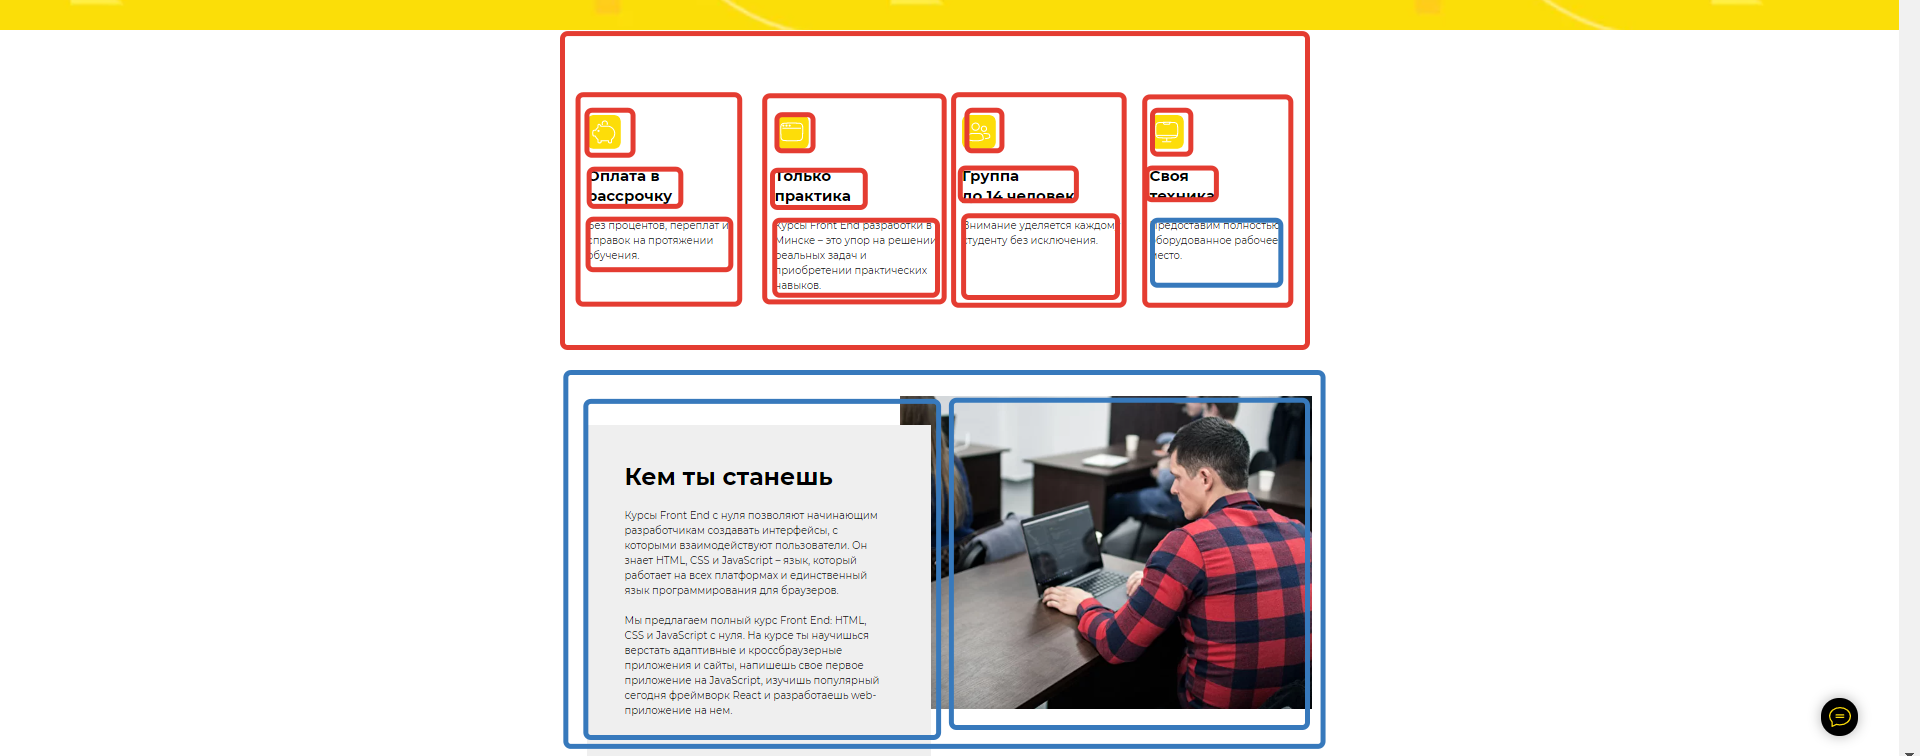 Оплата в
рассрочку
Без процентов, переплат и
справок на протяжении
обучения.
Только
практика
Курсы Front End разработки в
Минске – это упор на решении
реальных задач и
приобретении практических
навыков.
Группа
до 14 человек
Внимание уделяется каждому
студенту без исключения.
Своя
техника
Предоставим полностью
оборудованное рабочее
место.
Кем ты станешь
Курсы Front End с нуля позволяют начинающим
разработчикам создавать интерфейсы, с
которыми взаимодействуют пользователи. Он
знает HTML, CSS и JavaScript – язык, который
работает на всех платформах и единственный
язык программирования для браузеров.
Мы предлагаем полный курс Front End: HTML,
CSS и JavaScript с нуля. На курсе ты научишься
верстать адаптивные и кроссбраузерные
приложения и сайты, напишешь свое первое
приложение на JavaScript, изучишь популярный
сегодня фреймворк React и разработаешь web-
приложение на нем.